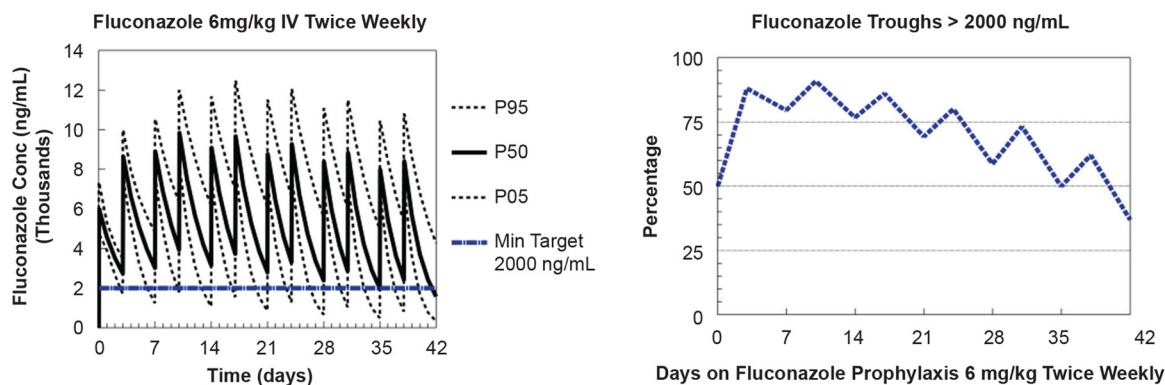 Fluconazole 6mg/kg IV Twice Weekly
Fluconazole Conc (ng/mL)
(Thousands)
14
12
10
8
6
4
2
0
0 7 14 21 28 35 42
Time (days)
P95
P50
P05
Min Target
2000 ng/mL
Fluconazole Troughs > 2000 ng/mL
Percentage
100
75
50
25
0
0 7 14 21 28 35 42
Days on Fluconazole Prophylaxis 6 mg/kg Twice Weekly